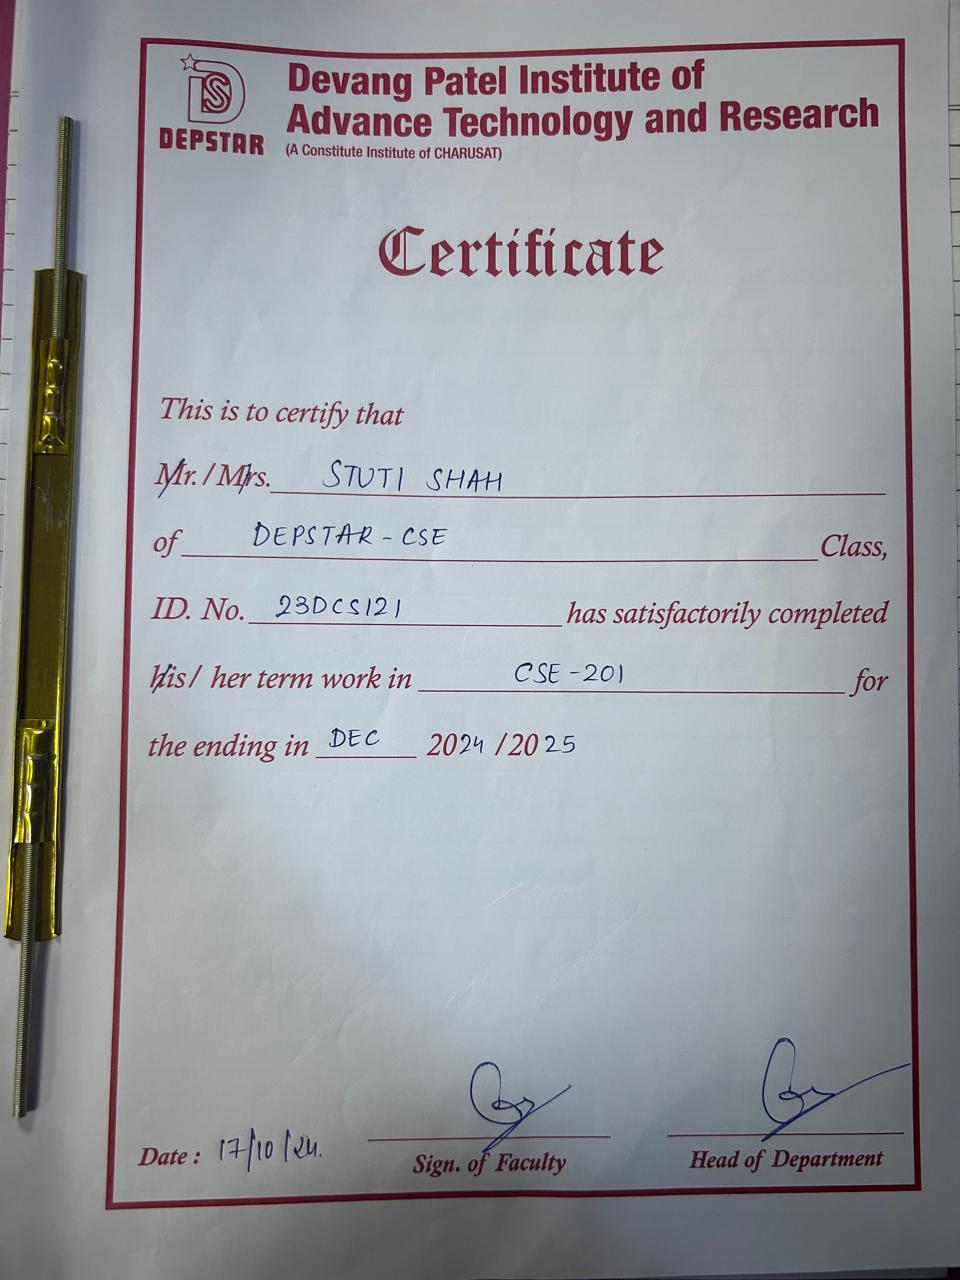 DEPSTAR
Devang Patel Institute of
Advance Technology and Research
(A Constitute Institute of CHARUSAT)
Certificate
This is to certify that
Mr. / Mrs. STUTI SHAH
of DEPSTAR - CSE Class,
ID. No. 23DCS121 has satisfactorily completed
his / her term work in CSE -201 for
the ending in DEC 2024 /2025
Date : 17/10/24.
Sign. of Faculty
Head of Department